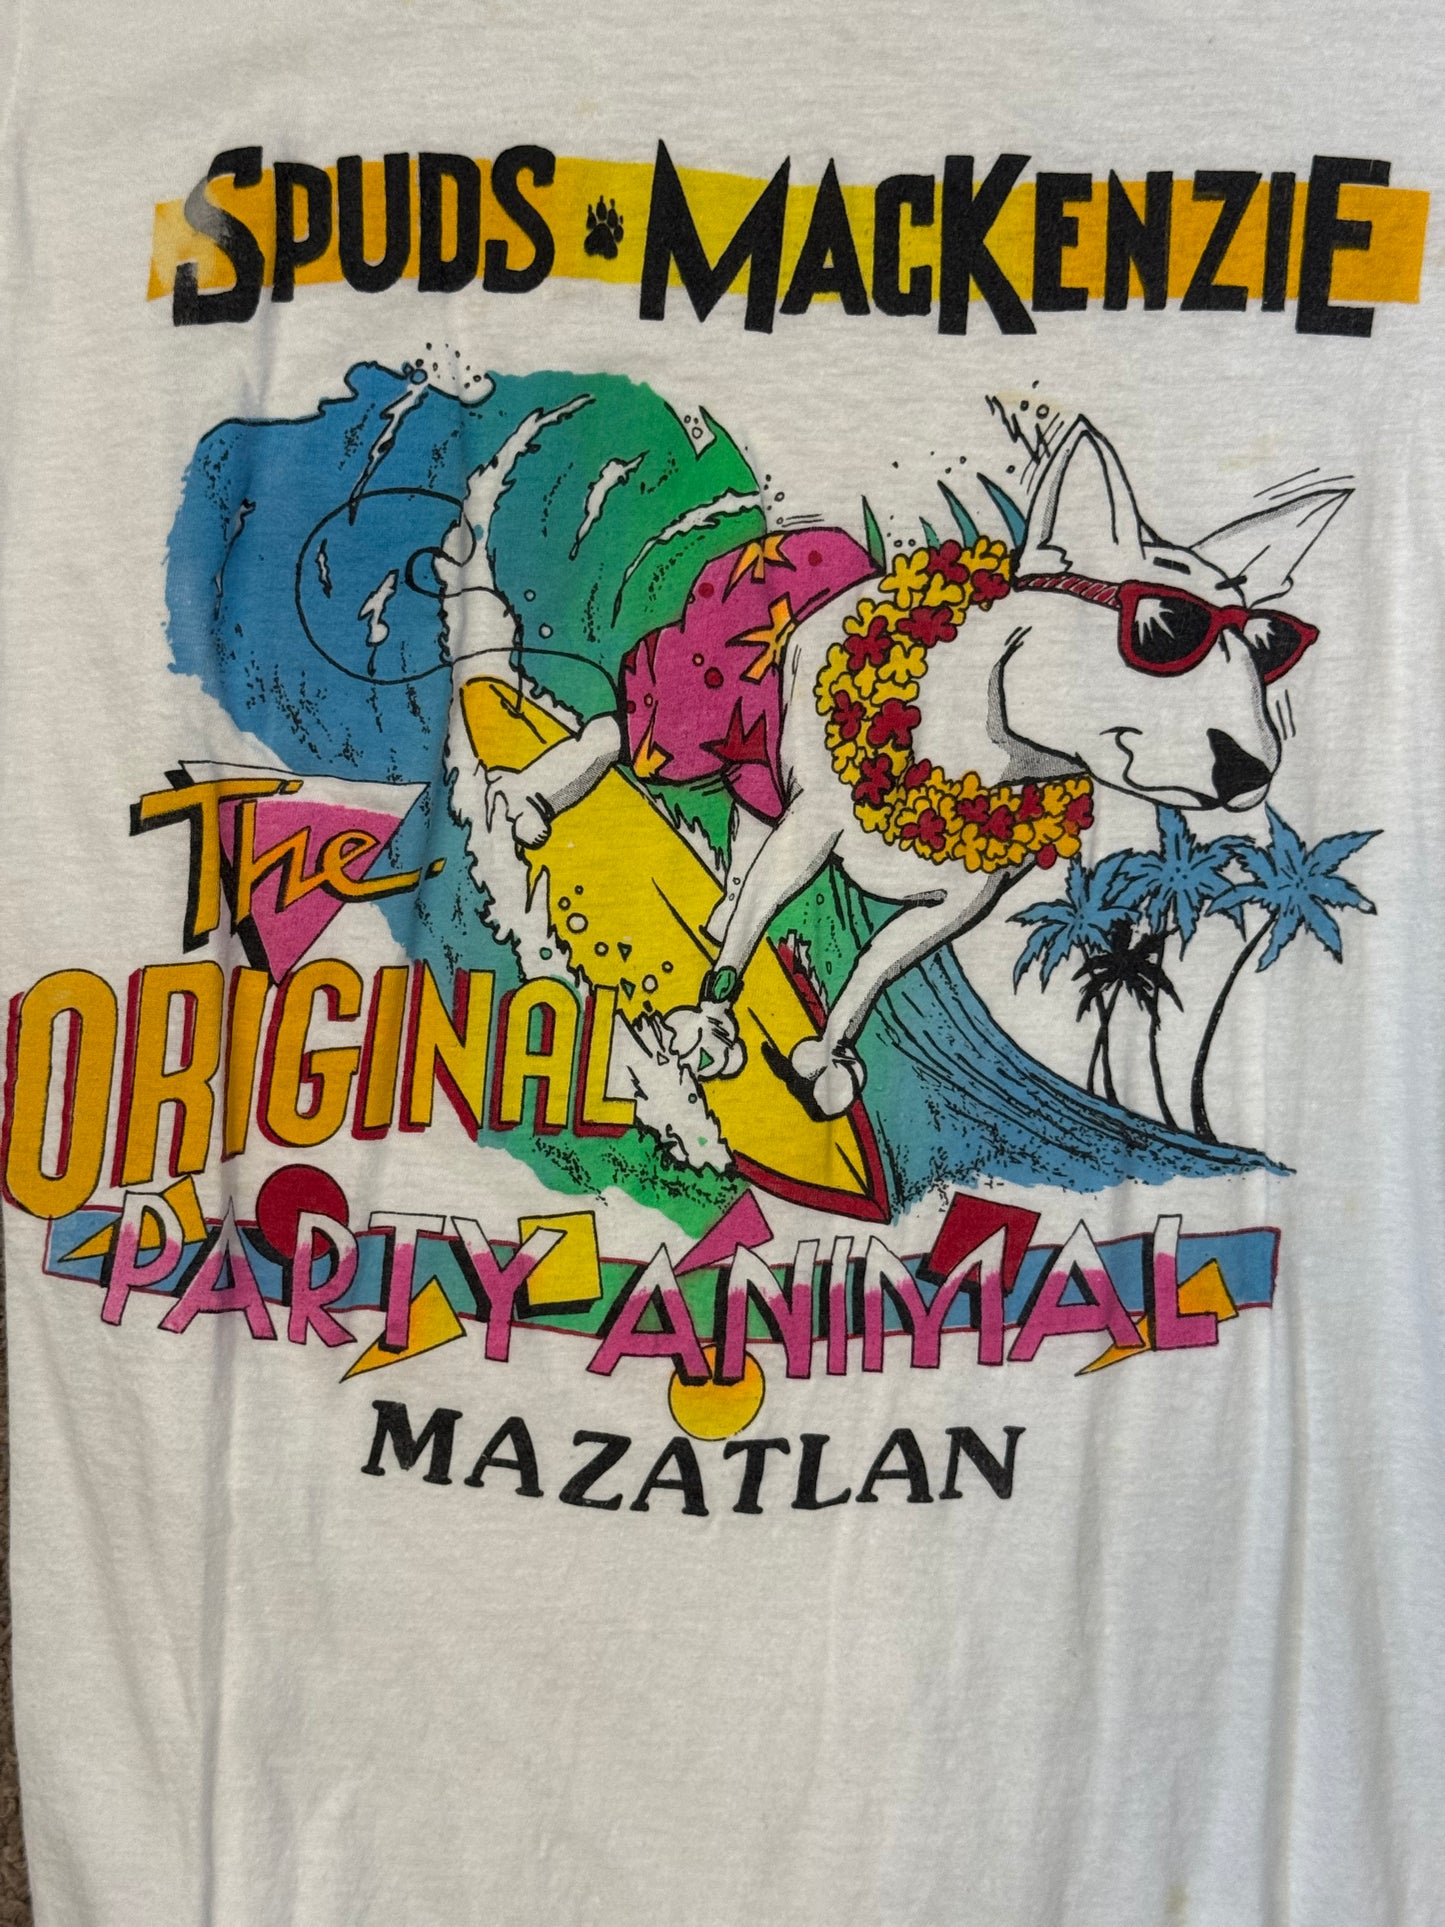 SPUDS MACKENZIE
The
ORIGINAL
PARTY ANIMAL
MAZATLAN